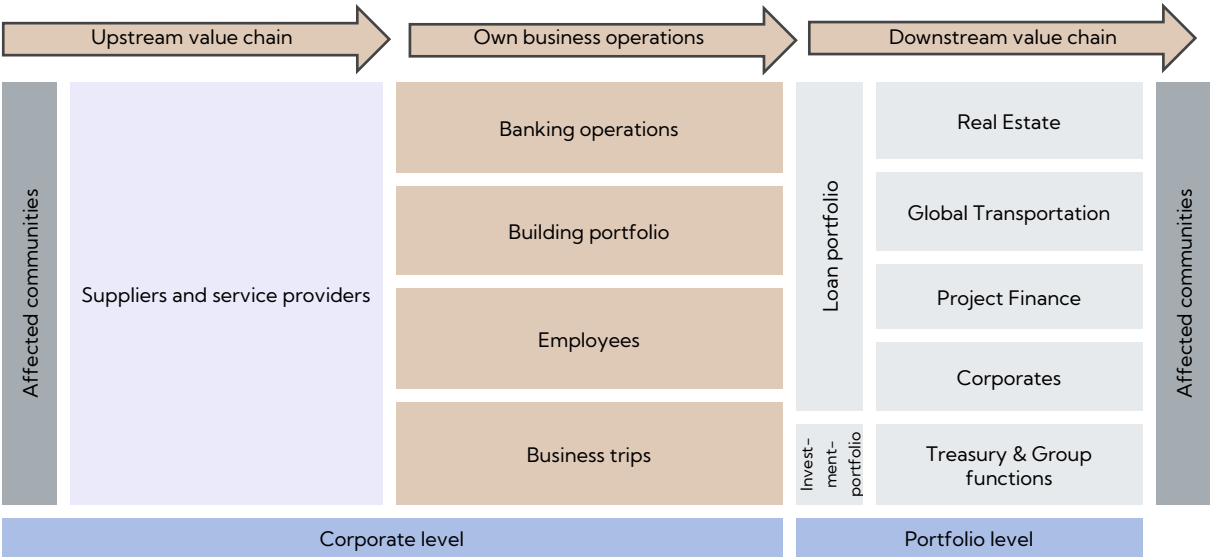 Upstream value chain
Own business operations
Downstream value chain
Affected communities
Suppliers and service providers
Banking operations
Building portfolio
Employees
Business trips
Loan portfolio
Invest-
ment-
portfolio
Real Estate
Global Transportation
Project Finance
Corporates
Treasury & Group
functions
Affected communities
Corporate level
Portfolio level